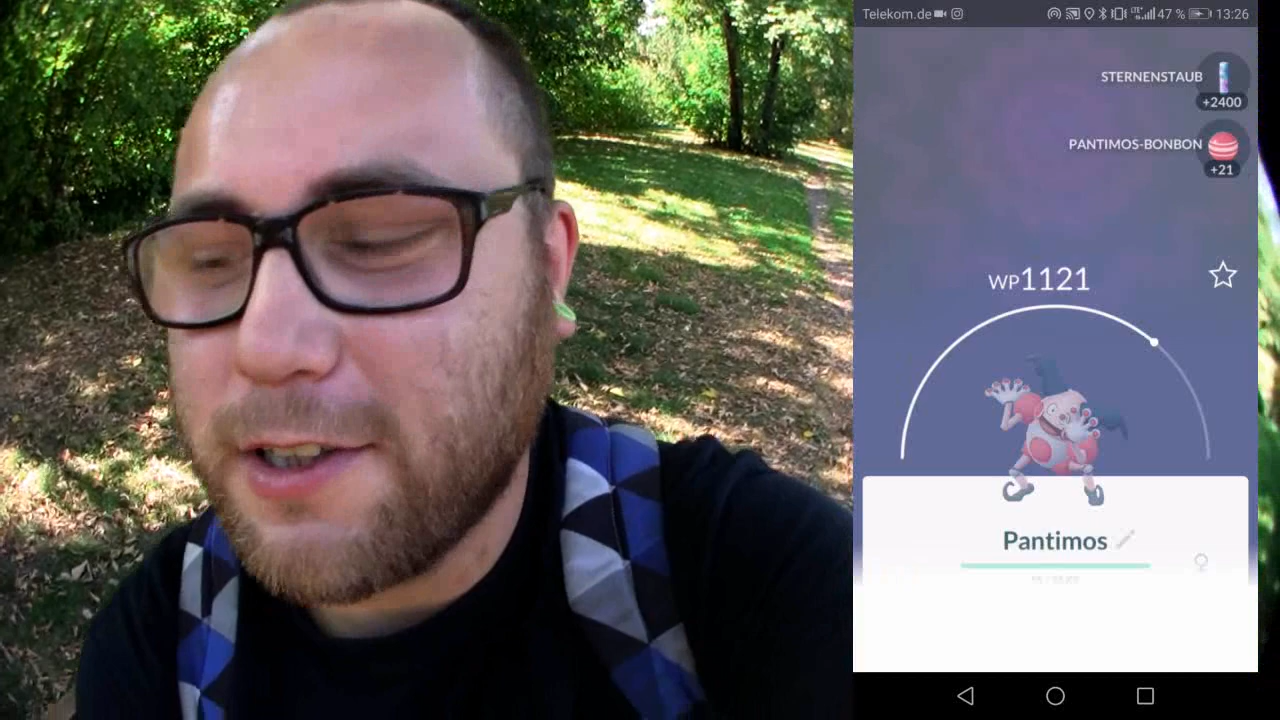 Telekom.de 47 % 13:26
STERNENSTAUB
+2400
PANTIMOS-BONBON
+21
WP1121
Pantimos